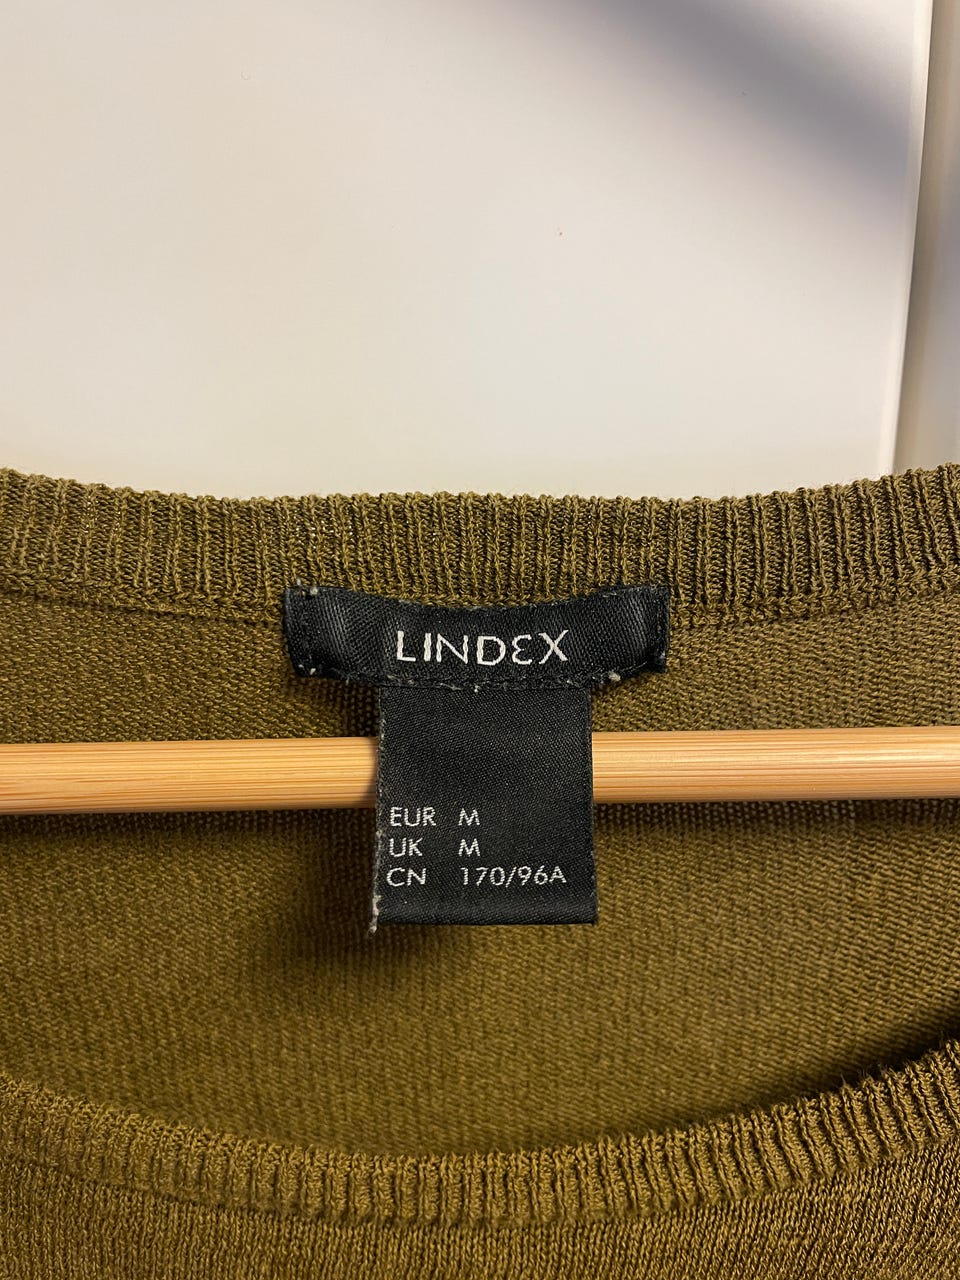 LINDEX
EUR M
UK M
CN 170/96A